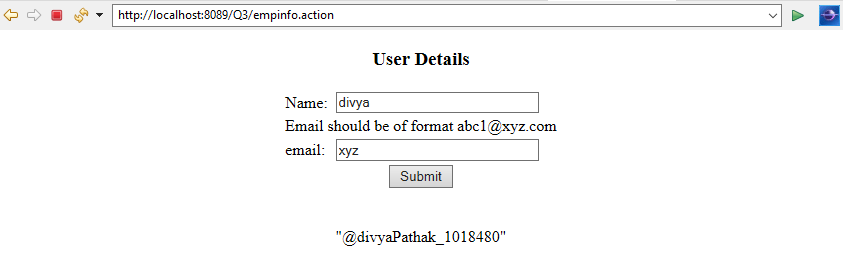 http://localhost:8089/Q3/empinfo.action
User Details
Name: divya
Email should be of format abc1@xyz.com
email: xyz
Submit
"@divyaPathak_1018480"